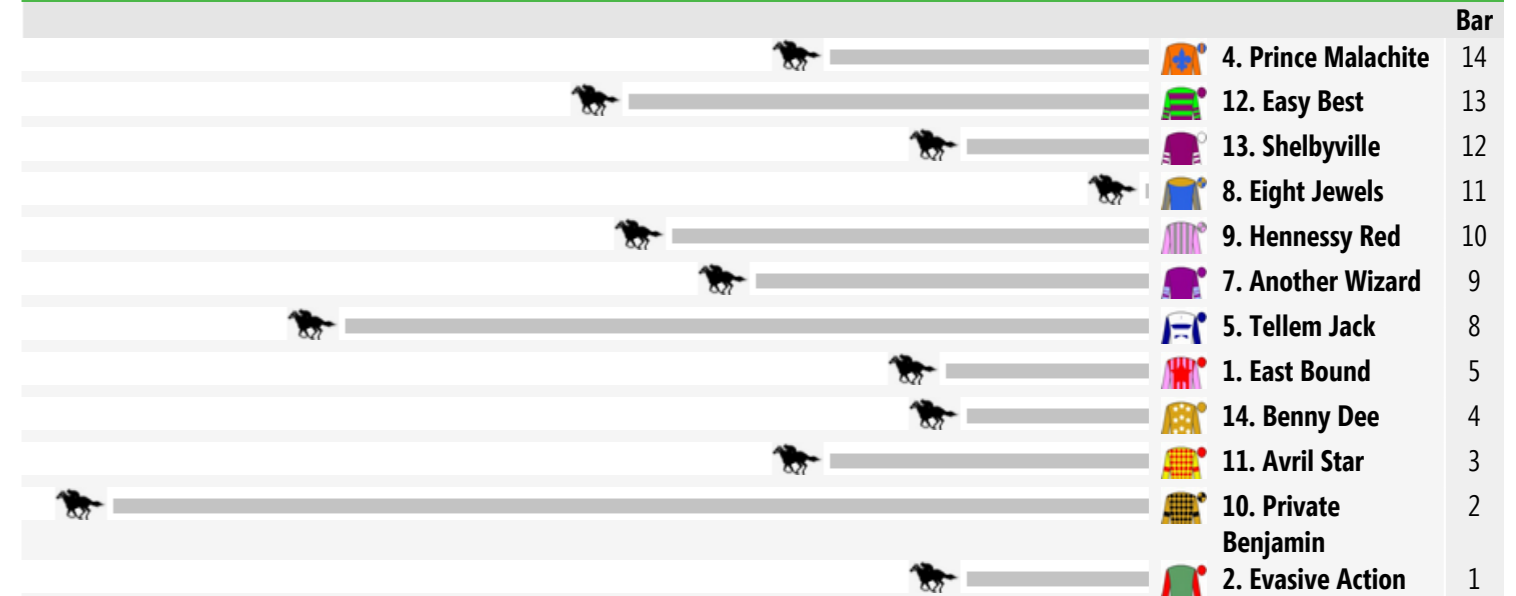 Bar
4. Prince Malachite 14
12. Easy Best 13
13. Shelbyville 12
8. Eight Jewels 11
9. Hennessy Red 10
7. Another Wizard 9
5. Tellem Jack 8
1. East Bound 5
14. Benny Dee 4
11. Avril Star 3
10. Private 2
Benjamin
2. Evasive Action 1